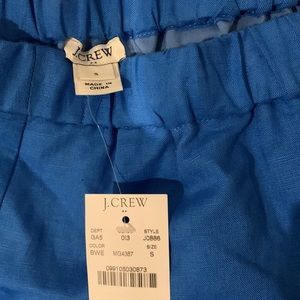 J.CREW
S
MADE IN
CHINA
J.CREW
DEPT STYLE
GA5 013 J0886
COLOR SIZE
BWE MG4387 S
099105030873